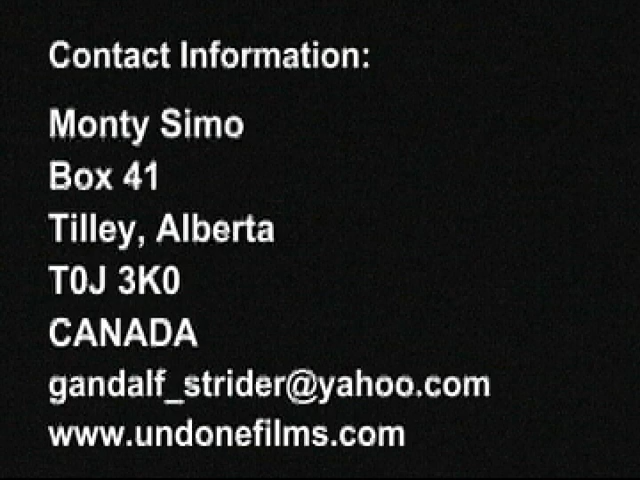 Contact Information:
Monty Simo
Box 41
Tilley, Alberta
T0J 3K0
CANADA
gandalf_strider@yahoo.com
www.undonefilms.com